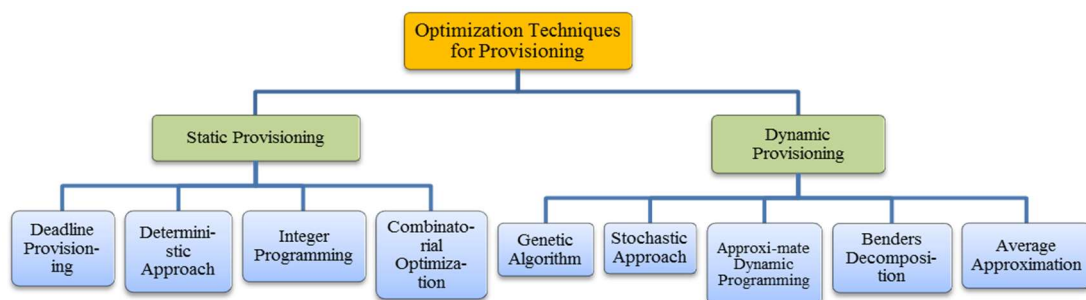 Optimization Techniques
for Provisioning
Static Provisioning
Dynamic
Provisioning
Deadline
Provision-
ing
Determini-
stic
Approach
Integer
Programming
Combinato-
rial
Optimiza-
tion
Genetic
Algorithm
Stochastic
Approach
Approxi-mate
Dynamic
Programming
Benders
Decomposi-
tion
Average
Approximation